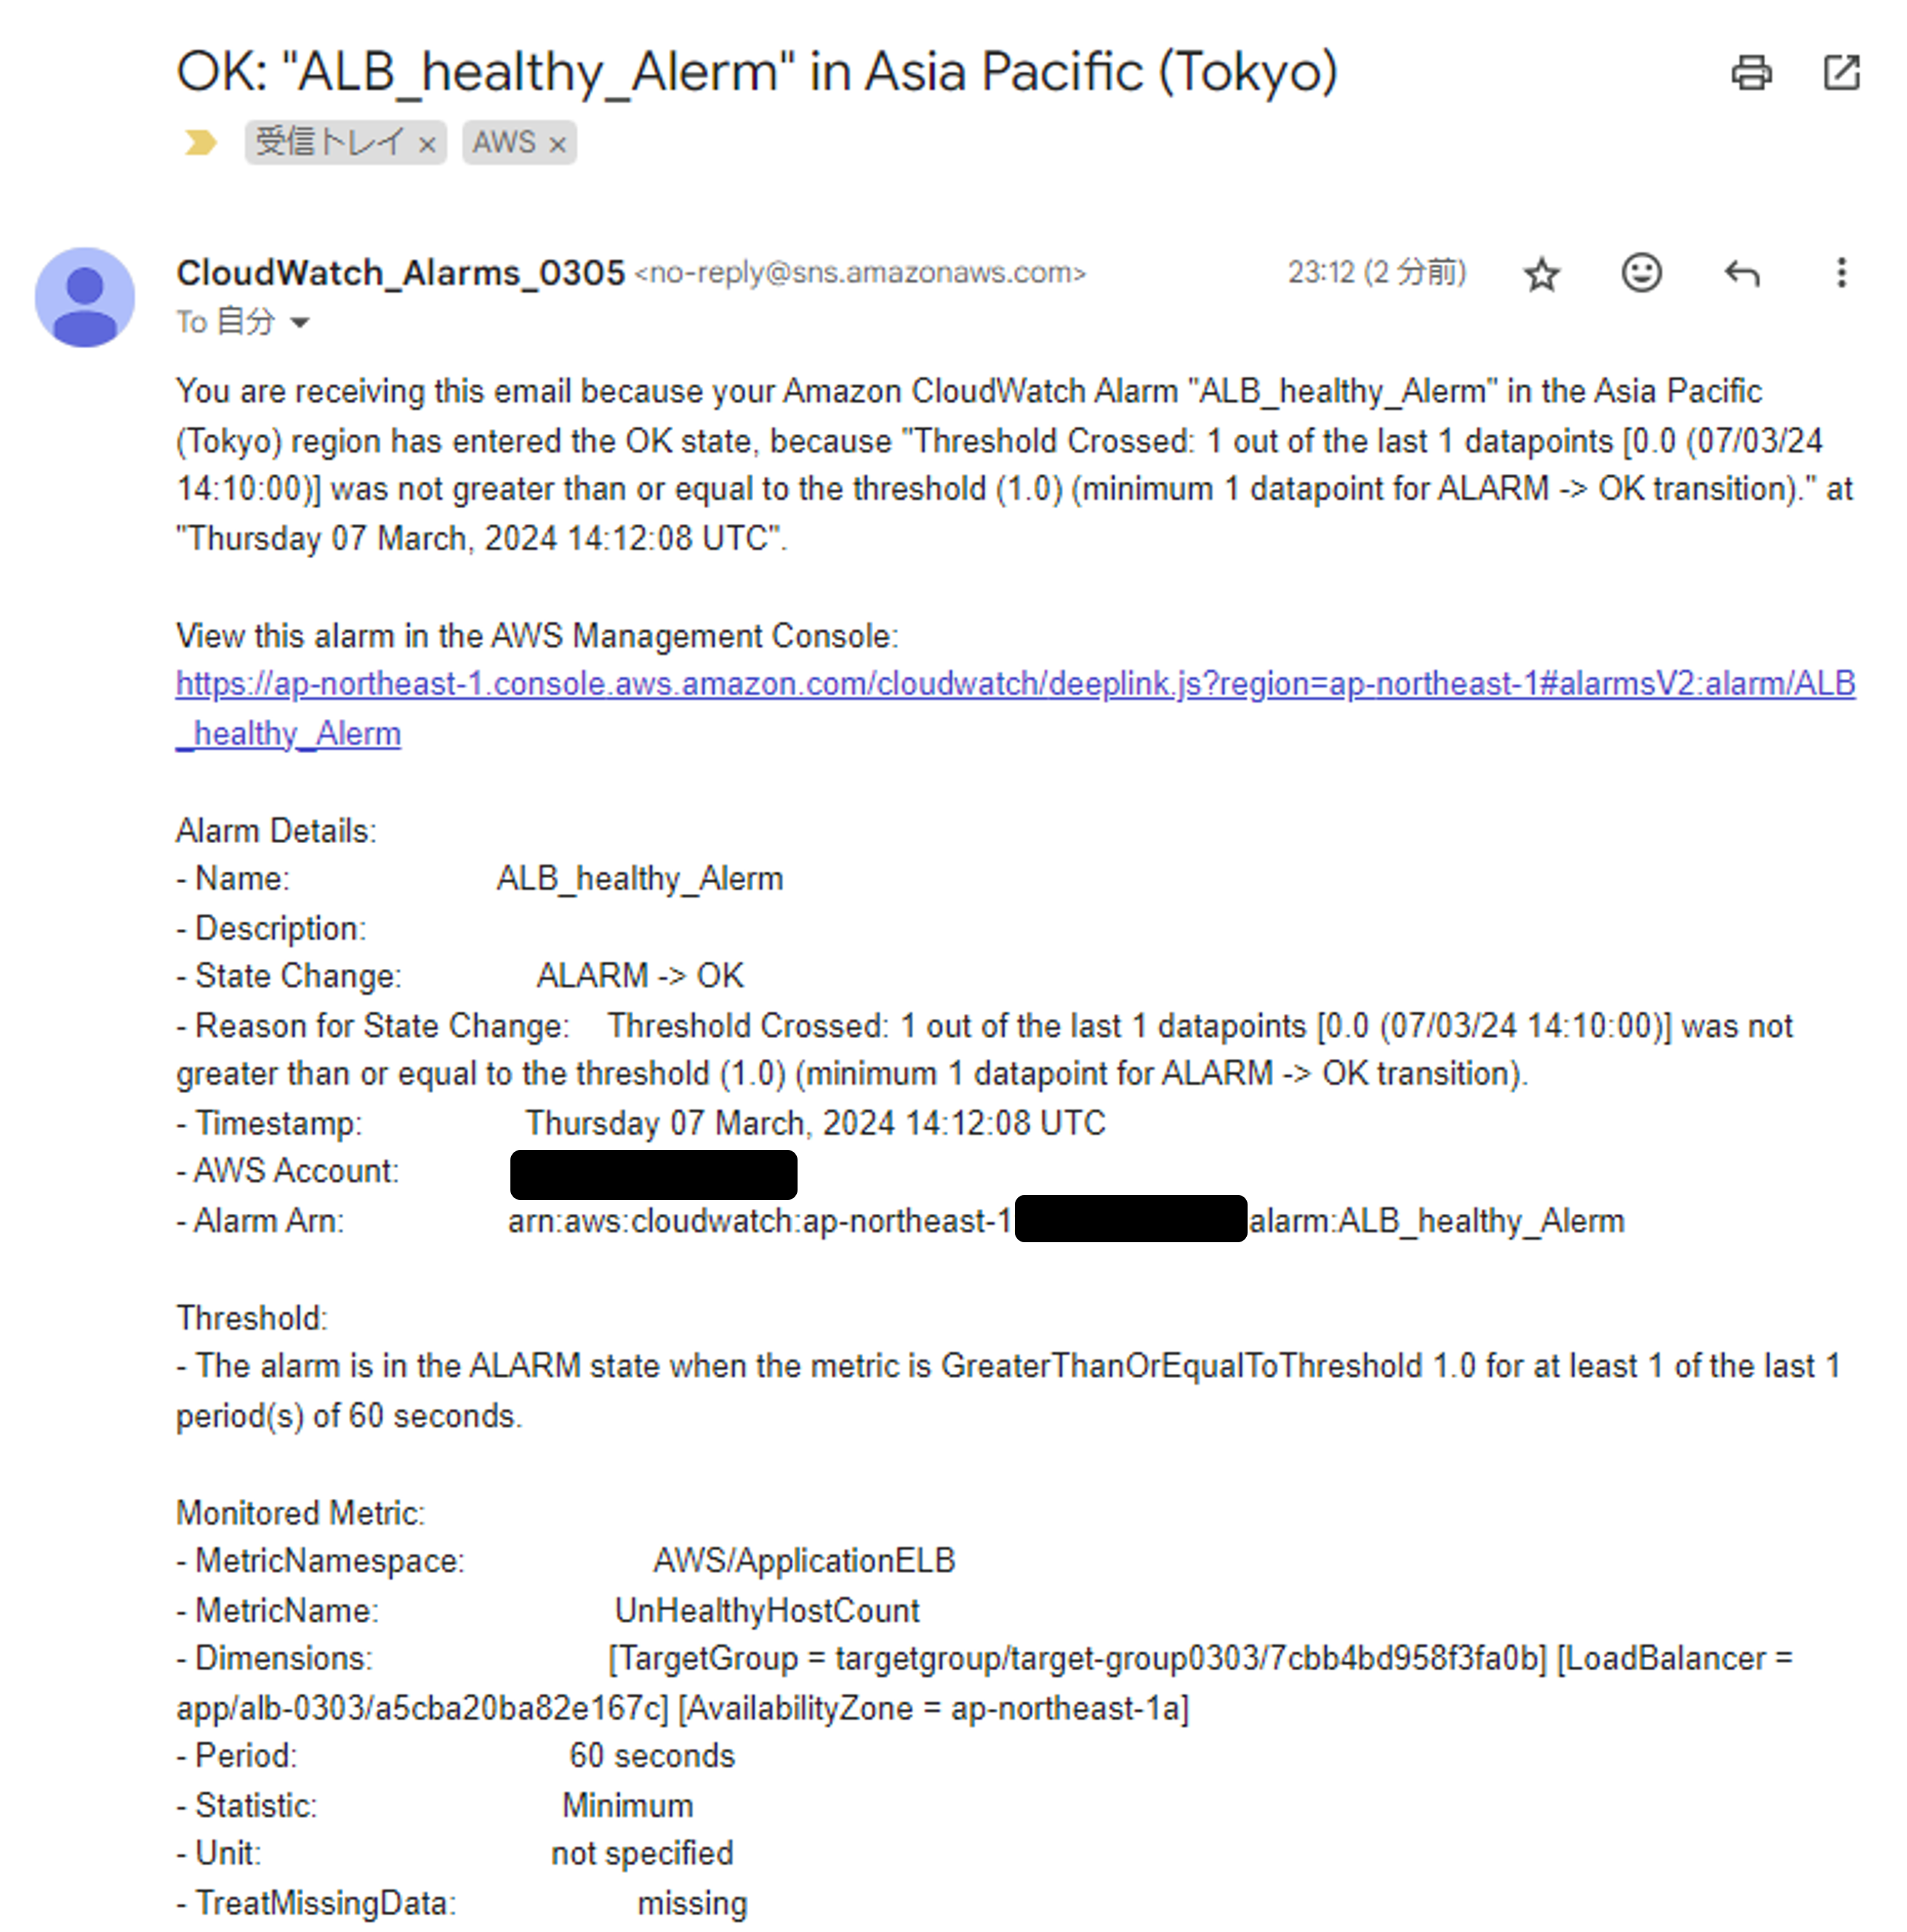 OK: "ALB_healthy_Alerm" in Asia Pacific (Tokyo)
受信トレイ × AWS ×
CloudWatch_Alarms_0305 <no-reply@sns.amazonaws.com> 23:12 (2 分前)
To 自分
You are receiving this email because your Amazon CloudWatch Alarm "ALB_healthy_Alerm" in the Asia Pacific
(Tokyo) region has entered the OK state, because "Threshold Crossed: 1 out of the last 1 datapoints [0.0 (07/03/24
14:10:00)] was not greater than or equal to the threshold (1.0) (minimum 1 datapoint for ALARM -> OK transition)." at
"Thursday 07 March, 2024 14:12:08 UTC".
View this alarm in the AWS Management Console:
https://ap-northeast-1.console.aws.amazon.com/cloudwatch/deeplink.js?region=ap-northeast-1#alarmsV2:alarm/ALB
_healthy_Alerm
Alarm Details:
- Name: ALB_healthy_Alerm
- Description:
- State Change: ALARM -> OK
- Reason for State Change: Threshold Crossed: 1 out of the last 1 datapoints [0.0 (07/03/24 14:10:00)] was not
greater than or equal to the threshold (1.0) (minimum 1 datapoint for ALARM -> OK transition).
- Timestamp: Thursday 07 March, 2024 14:12:08 UTC
- AWS Account:
- Alarm Arn: arn:aws:cloudwatch:ap-northeast-1 alarm:ALB_healthy_Alerm
Threshold:
- The alarm is in the ALARM state when the metric is GreaterThanOrEqualToThreshold 1.0 for at least 1 of the last 1
period(s) of 60 seconds.
Monitored Metric:
- MetricNamespace: AWS/ApplicationELB
- MetricName: UnHealthyHostCount
- Dimensions: [TargetGroup = targetgroup/target-group0303/7cbb4bd958f3fa0b] [LoadBalancer =
app/alb-0303/a5cba20ba82e167c] [AvailabilityZone = ap-northeast-1a]
- Period: 60 seconds
- Statistic: Minimum
- Unit: not specified
- TreatMissingData: missing